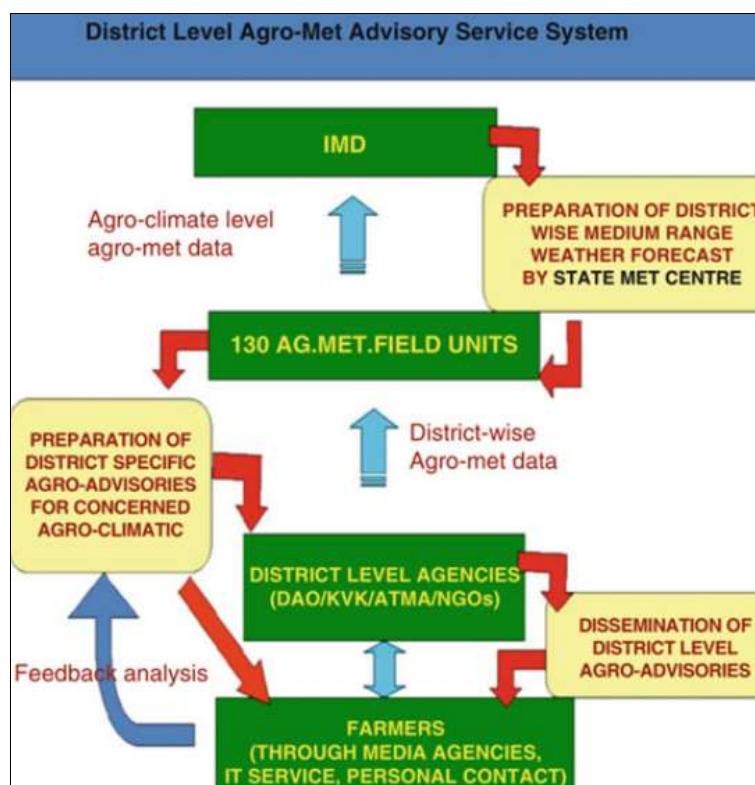 District Level Agro-Met Advisory Service System
IMD
Agro-climate level
agro-met data
PREPARATION OF DISTRICT
WISE MEDIUM RANGE
WEATHER FORECAST
BY STATE MET CENTRE
130 AG.MET.FIELD UNITS
PREPARATION OF
DISTRICT SPECIFIC
AGRO-ADVISORIES
FOR CONCERNED
AGRO-CLIMATIC
District-wise
Agro-met data
DISTRICT LEVEL AGENCIES
(DAO/KVK/ATMA/NGOs)
DISSEMINATION OF
DISTRICT LEVEL
AGRO-ADVISORIES
Feedback analysis
FARMERS
(THROUGH MEDIA AGENCIES,
IT SERVICE, PERSONAL CONTACT)